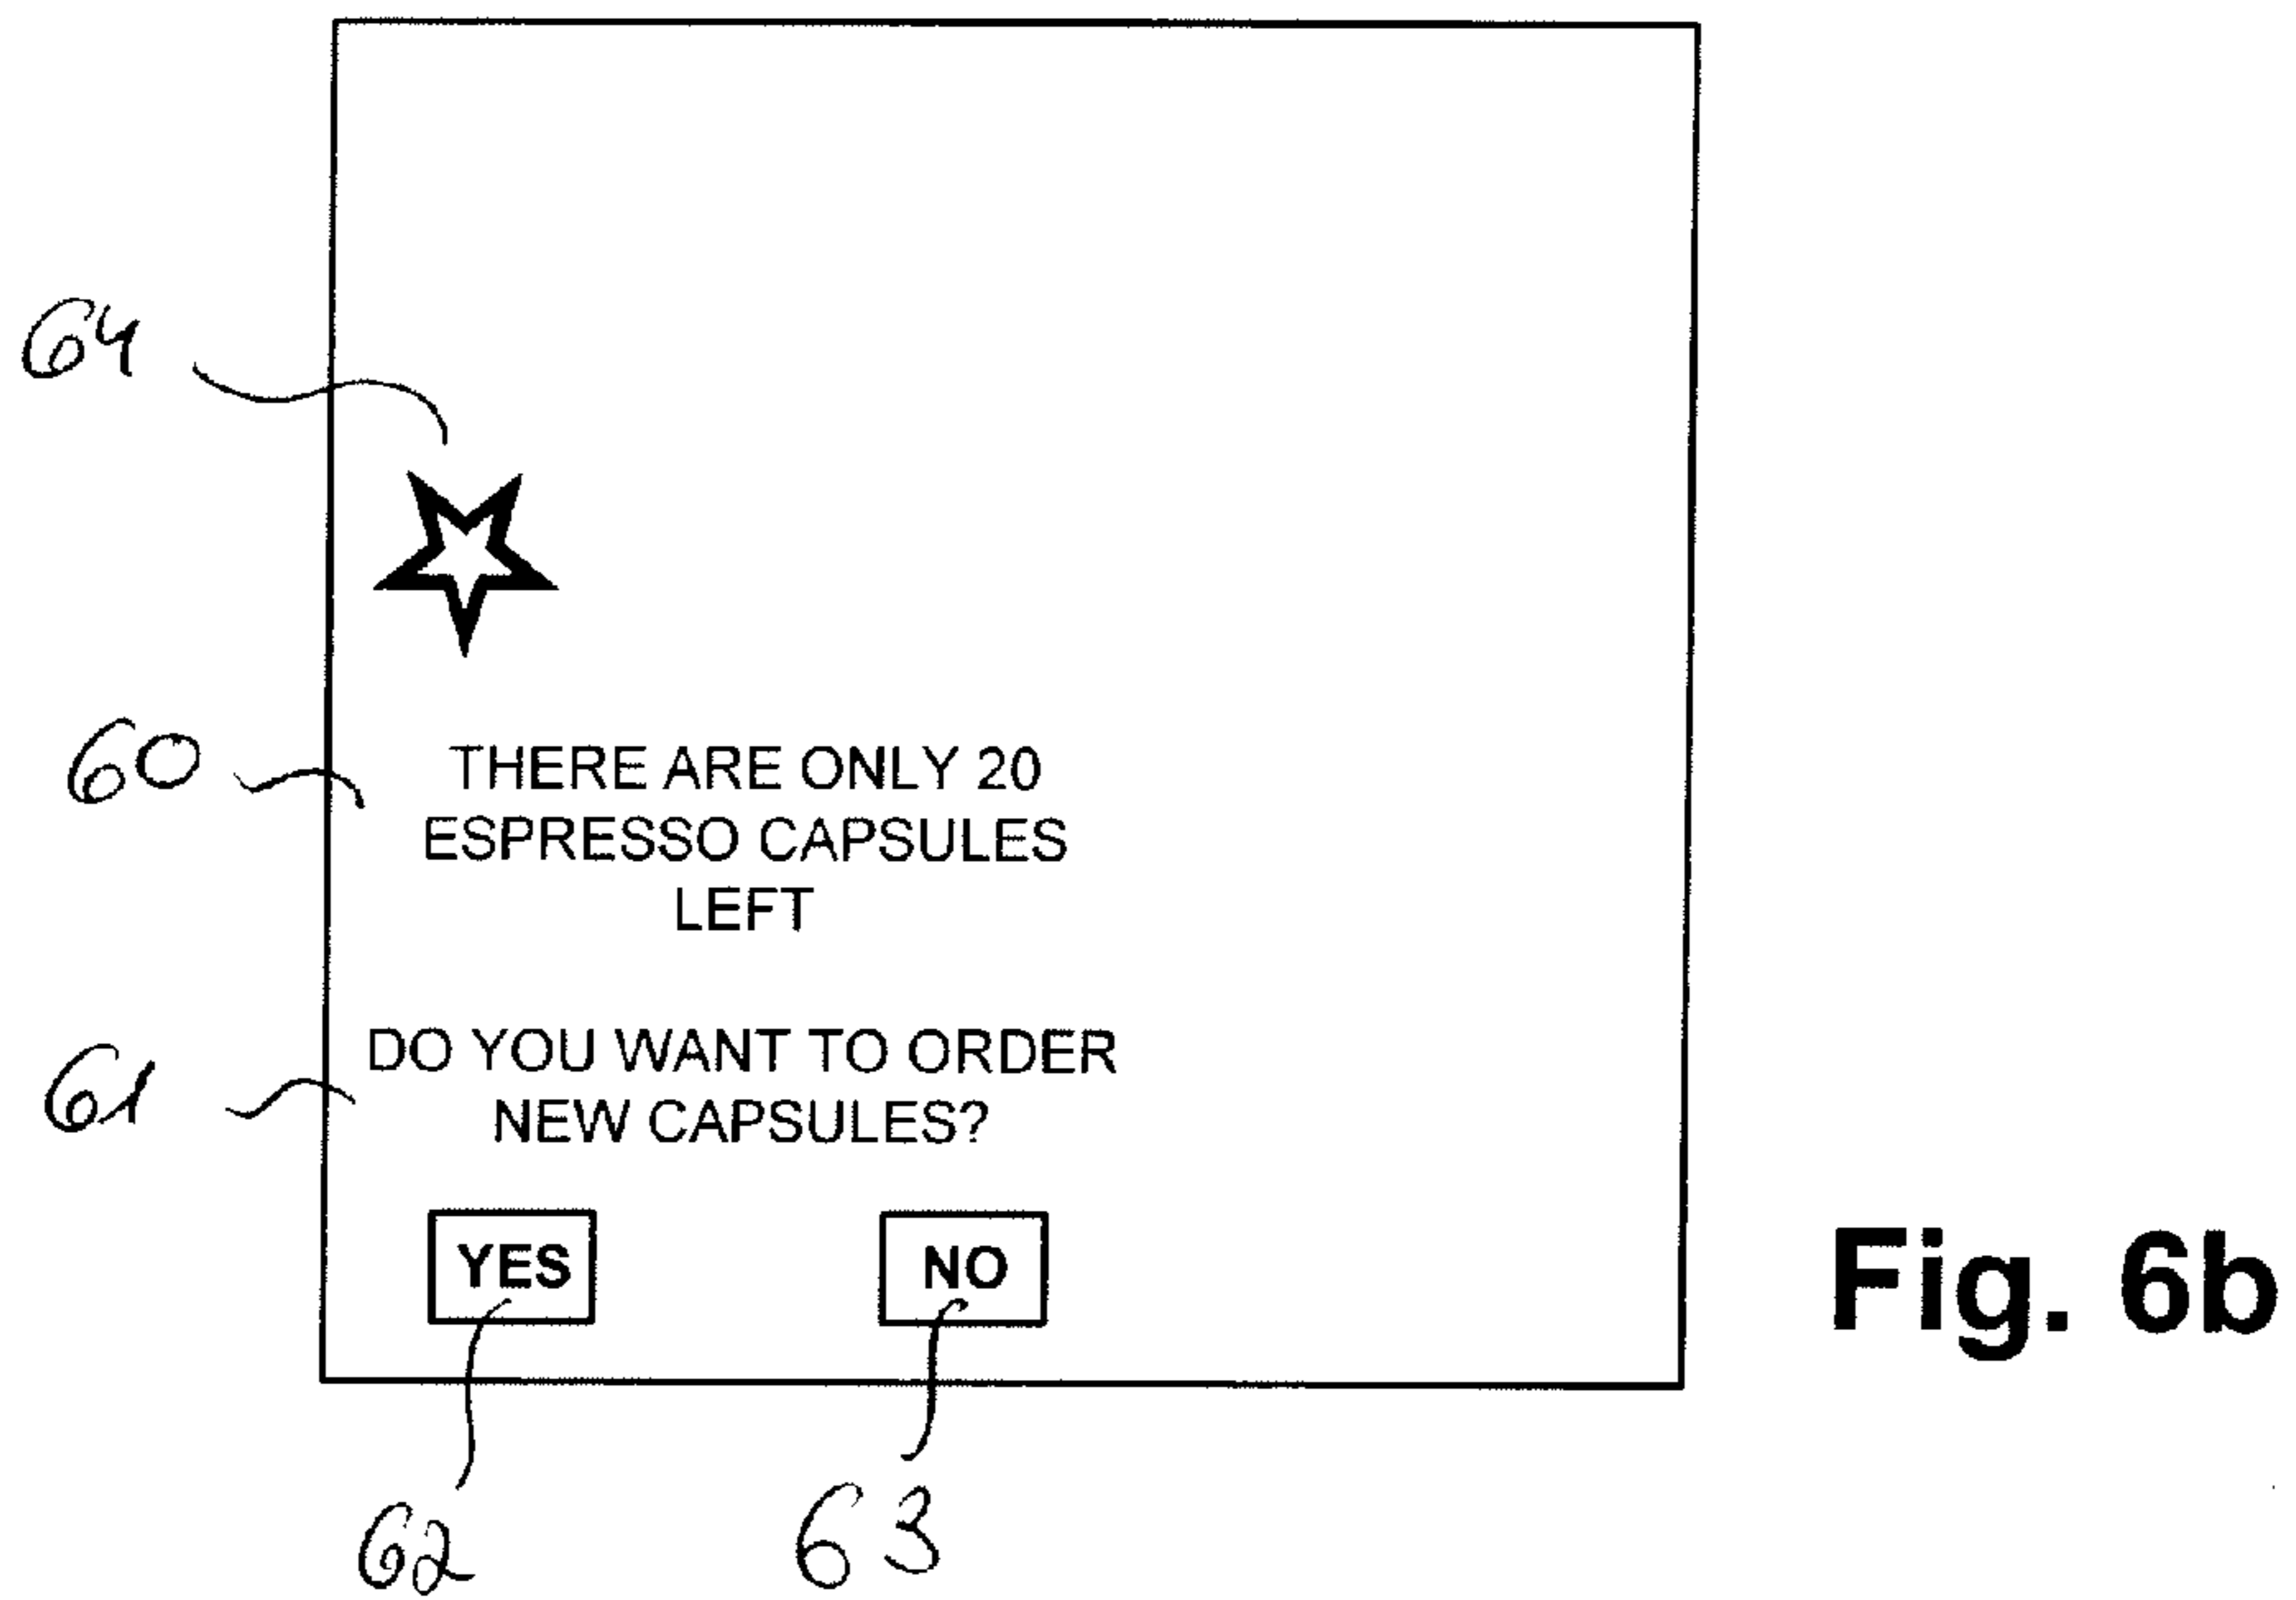 64
60
THERE ARE ONLY 20
ESPRESSO CAPSULES
LEFT
61
DO YOU WANT TO ORDER
NEW CAPSULES?
YES
NO
62
63
Fig. 6b